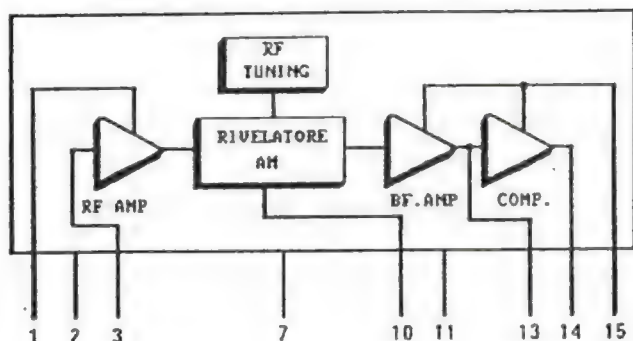 RF
TUNING
RIVELATORE
AM
RF AMP
BF.AMP
COMP.
1 2 3 7 10 11 13 14 15